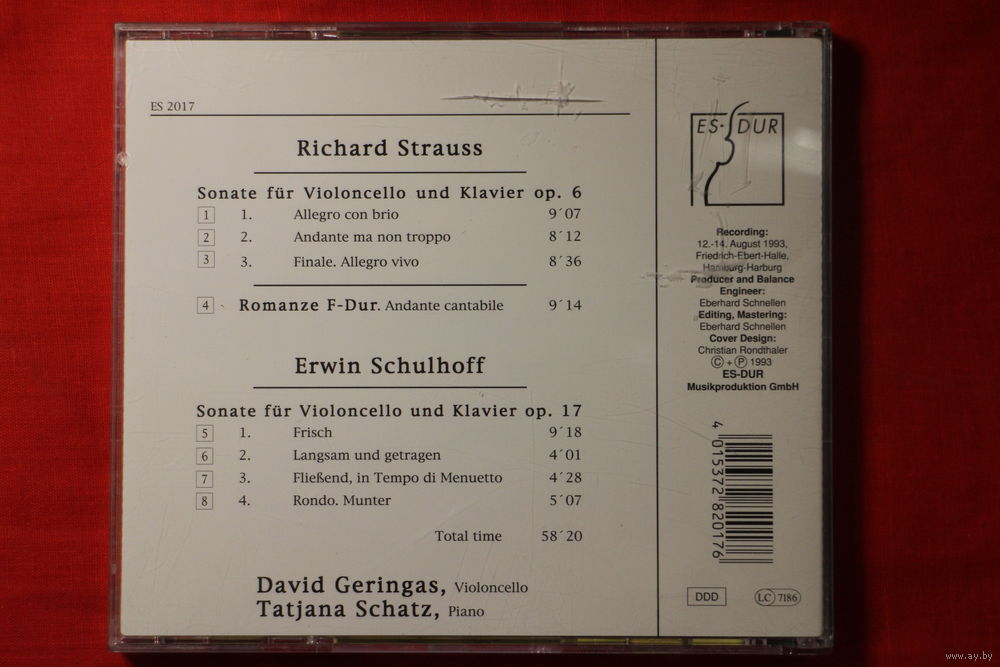 ES 2017
Richard Strauss
Sonate für Violoncello und Klavier op. 6
1 1. Allegro con brio 9´07
2 2. Andante ma non troppo 8´12
3 3. Finale. Allegro vivo 8´36
4 Romanze F-Dur. Andante cantabile 9´14
Erwin Schulhoff
Sonate für Violoncello und Klavier op. 17
5 1. Frisch 9´18
6 2. Langsam und getragen 4´01
7 3. Fließend, in Tempo di Menuetto 4´28
8 4. Rondo. Munter 5´07
Total time 58´20
David Geringas, Violoncello
Tatjana Schatz, Piano
ES·DUR
Recording:
12.-14. August 1993,
Friedrich-Ebert-Halle,
Hamburg-Harburg
Producer and Balance
Engineer:
Eberhard Schnellen
Editing, Mastering:
Eberhard Schnellen
Cover Design:
Christian Rondthaler
Ⓒ + Ⓟ 1993
ES-DUR
Musikproduktion GmbH
4 015372 820176
DDD
LC 7186
www.ay.by